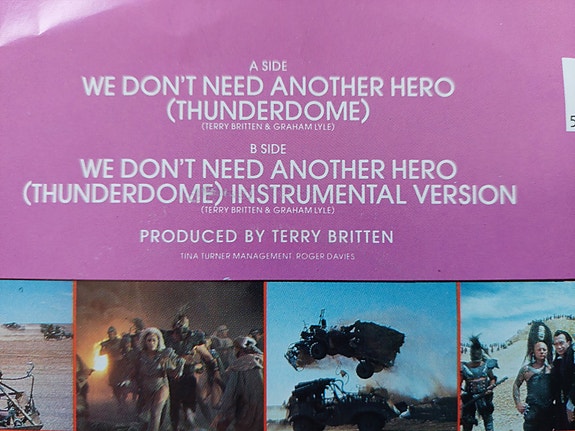 A SIDE
WE DON'T NEED ANOTHER HERO
(THUNDERDOME)
(TERRY BRITTEN & GRAHAM LYLE)
B SIDE
WE DON'T NEED ANOTHER HERO
(THUNDERDOME) INSTRUMENTAL VERSION
(TERRY BRITTEN & GRAHAM LYLE)
PRODUCED BY TERRY BRITTEN
TINA TURNER MANAGEMENT: ROGER DAVIES
5